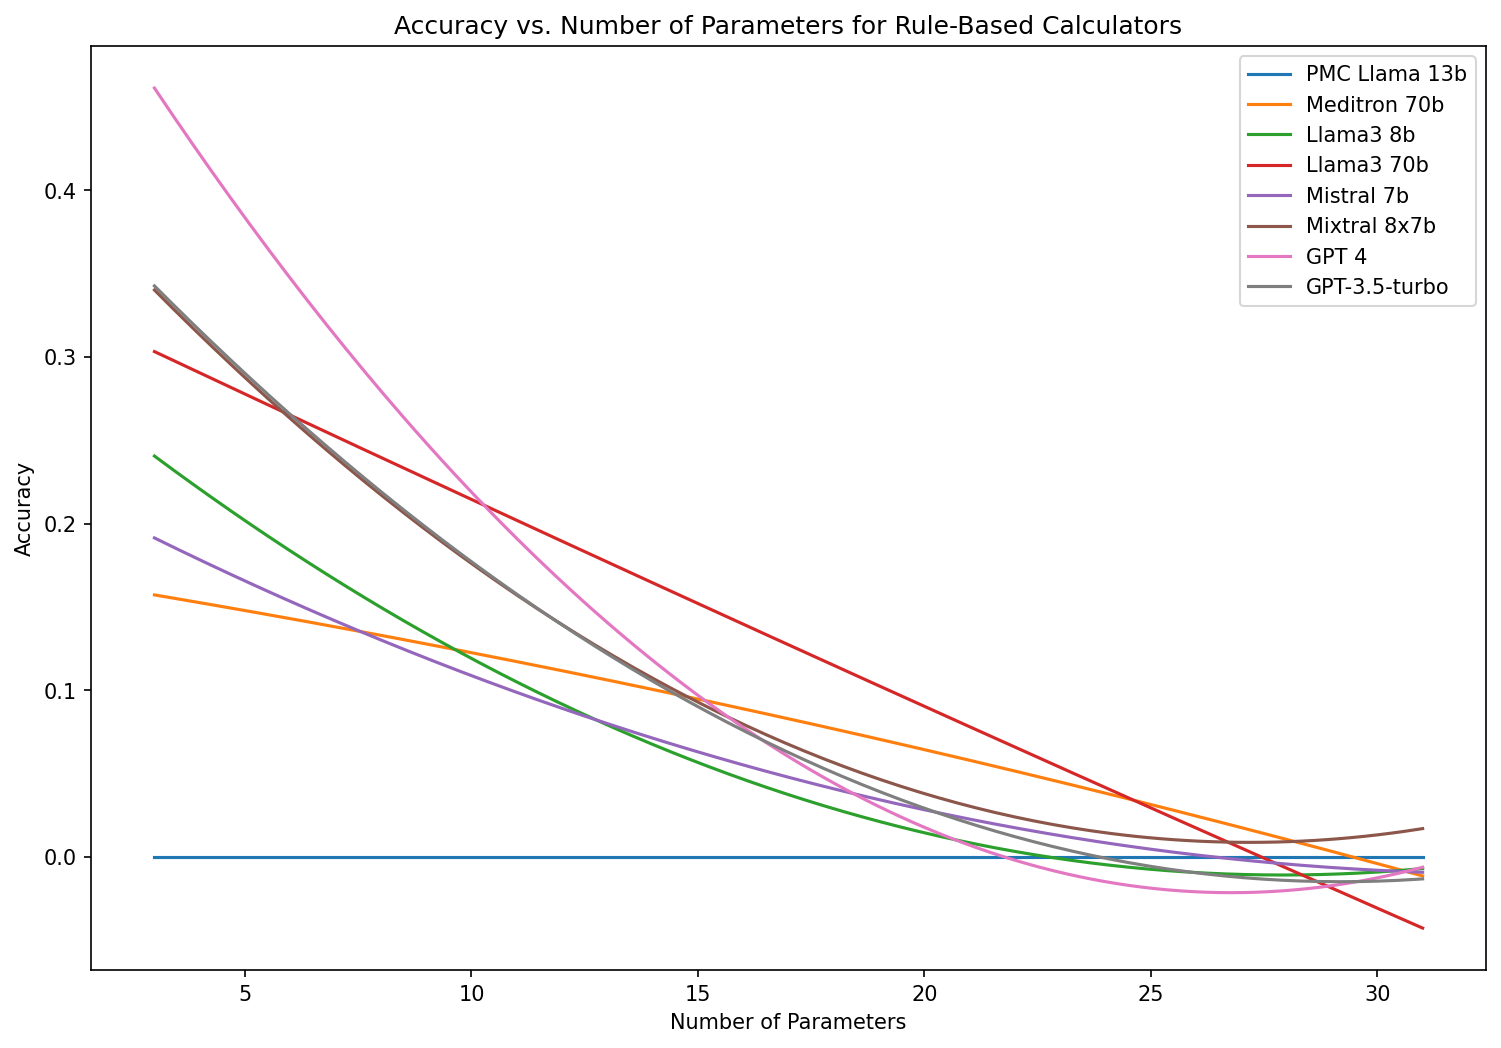 Accuracy vs. Number of Parameters for Rule-Based Calculators
PMC Llama 13b
Meditron 70b
Llama3 8b
Llama3 70b
Mistral 7b
Mixtral 8x7b
GPT 4
GPT-3.5-turbo
Accuracy
0.4
0.3
0.2
0.1
0.0
5 10 15 20 25 30
Number of Parameters